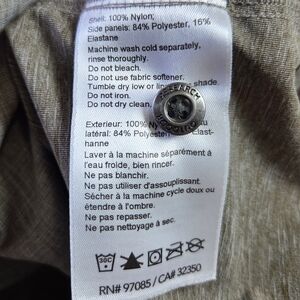 Shell: 100% Nylon;
Side panels: 84% Polyester, 16%
Elastane
Machine wash cold separately,
rinse thoroughly.
Do not bleach.
Do not use fabric softener.
Tumble dry low or shade.
Do not iron.
Do not dry clean.
RESEARCH
Exterieur: 100%
latéral: 84% Polyester
hanne
Laver à la machine séparément à
l'eau froide, bien rincer.
Ne pas blanchir.
Ne pas utiliser d'assouplissant.
Sécher à la machine cycle doux ou
étendre à l'ombre.
Ne pas repasser.
Ne pas nettoyage à sec.
30C
RN# 97085 / CA# 32350